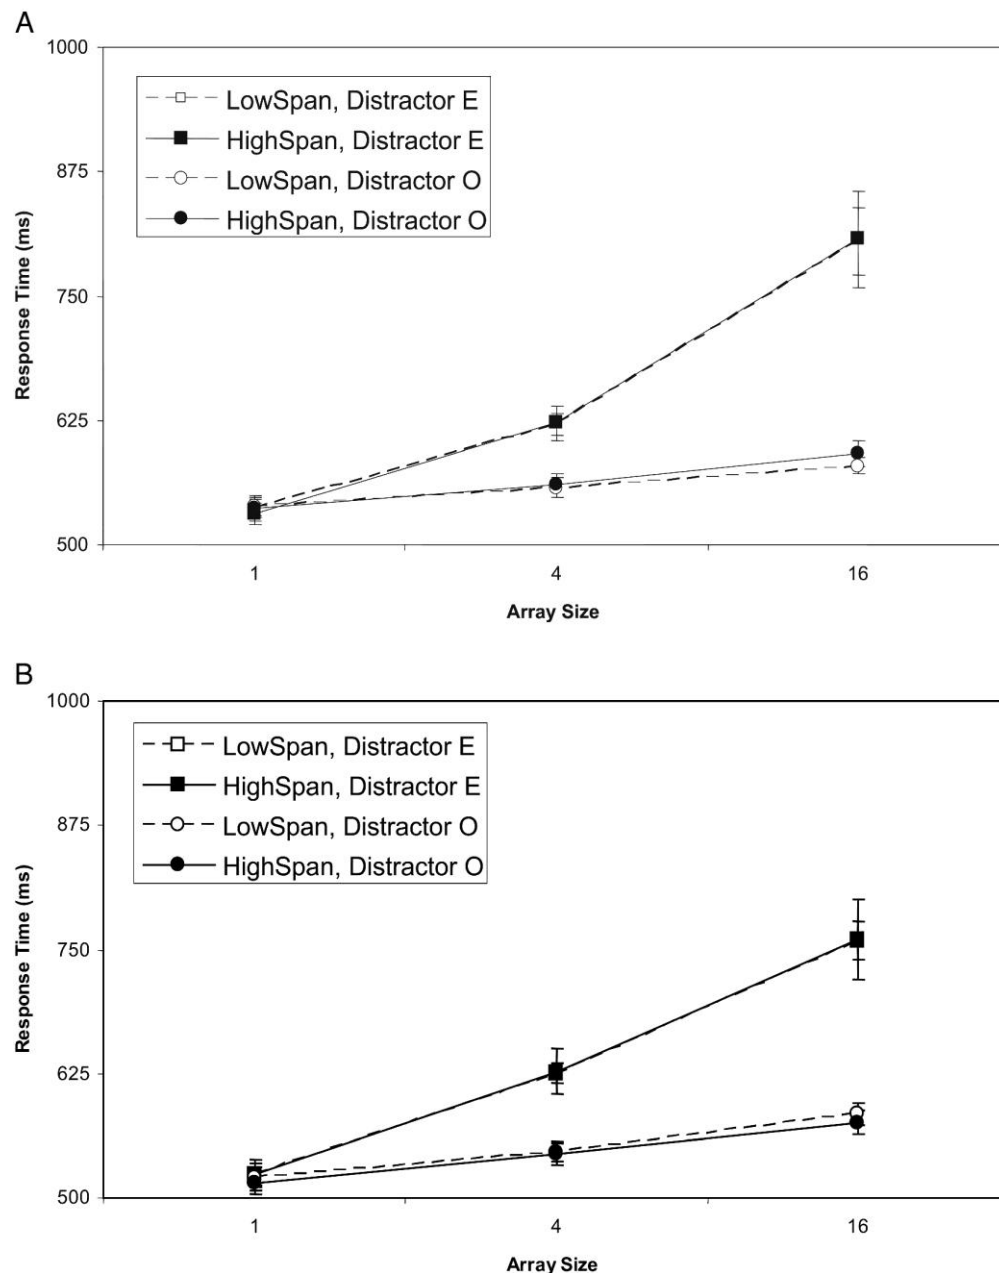 A
1000
LowSpan, Distractor E
HighSpan, Distractor E
LowSpan, Distractor O
HighSpan, Distractor O
875
750
625
500
Response Time (ms)
1 4 16
Array Size
B
1000
LowSpan, Distractor E
HighSpan, Distractor E
LowSpan, Distractor O
HighSpan, Distractor O
875
750
625
500
Response Time (ms)
1 4 16
Array Size